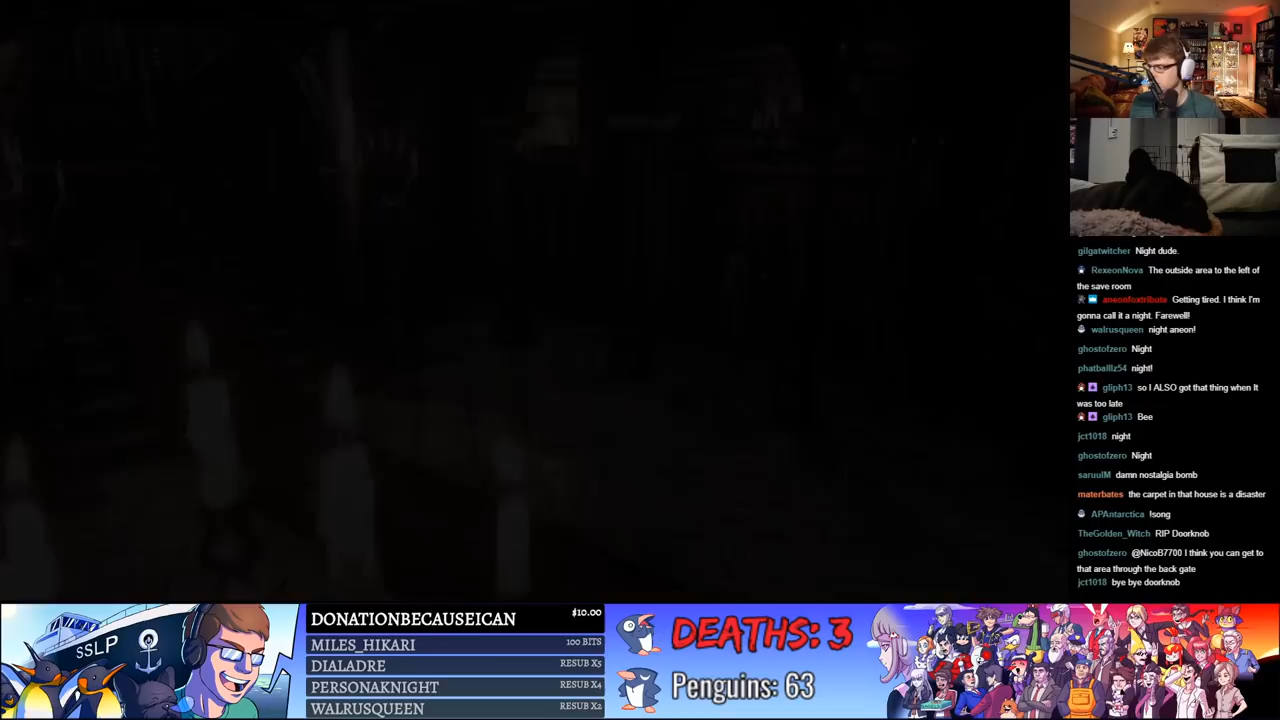 gilgatwitcher Night dude.
RexeonNova The outside area to the left of
the save room
aneonfoxtribute Getting tired. I think I'm
gonna call it a night. Farewell!
walrusqueen night aneon!
ghostofzero Night
phatballlz54 night!
gliph13 so I ALSO got that thing when It
was too late
gliph13 Bee
jct1018 night
ghostofzero Night
saruulM damn nostalgia bomb
materbates the carpet in that house is a disaster
APAntarctica !song
TheGolden_Witch RIP Doorknob
ghostofzero @NicoB7700 I think you can get to
that area through the back gate
jct1018 bye bye doorknob
SSLP
DONATIONBECAUSEICAN $10.00
MILES_HIKARI 100 BITS
DIALADRE RESUB X5
PERSONAKNIGHT RESUB X4
WALRUSQUEEN RESUB X2
DEATHS: 3
Penguins: 63